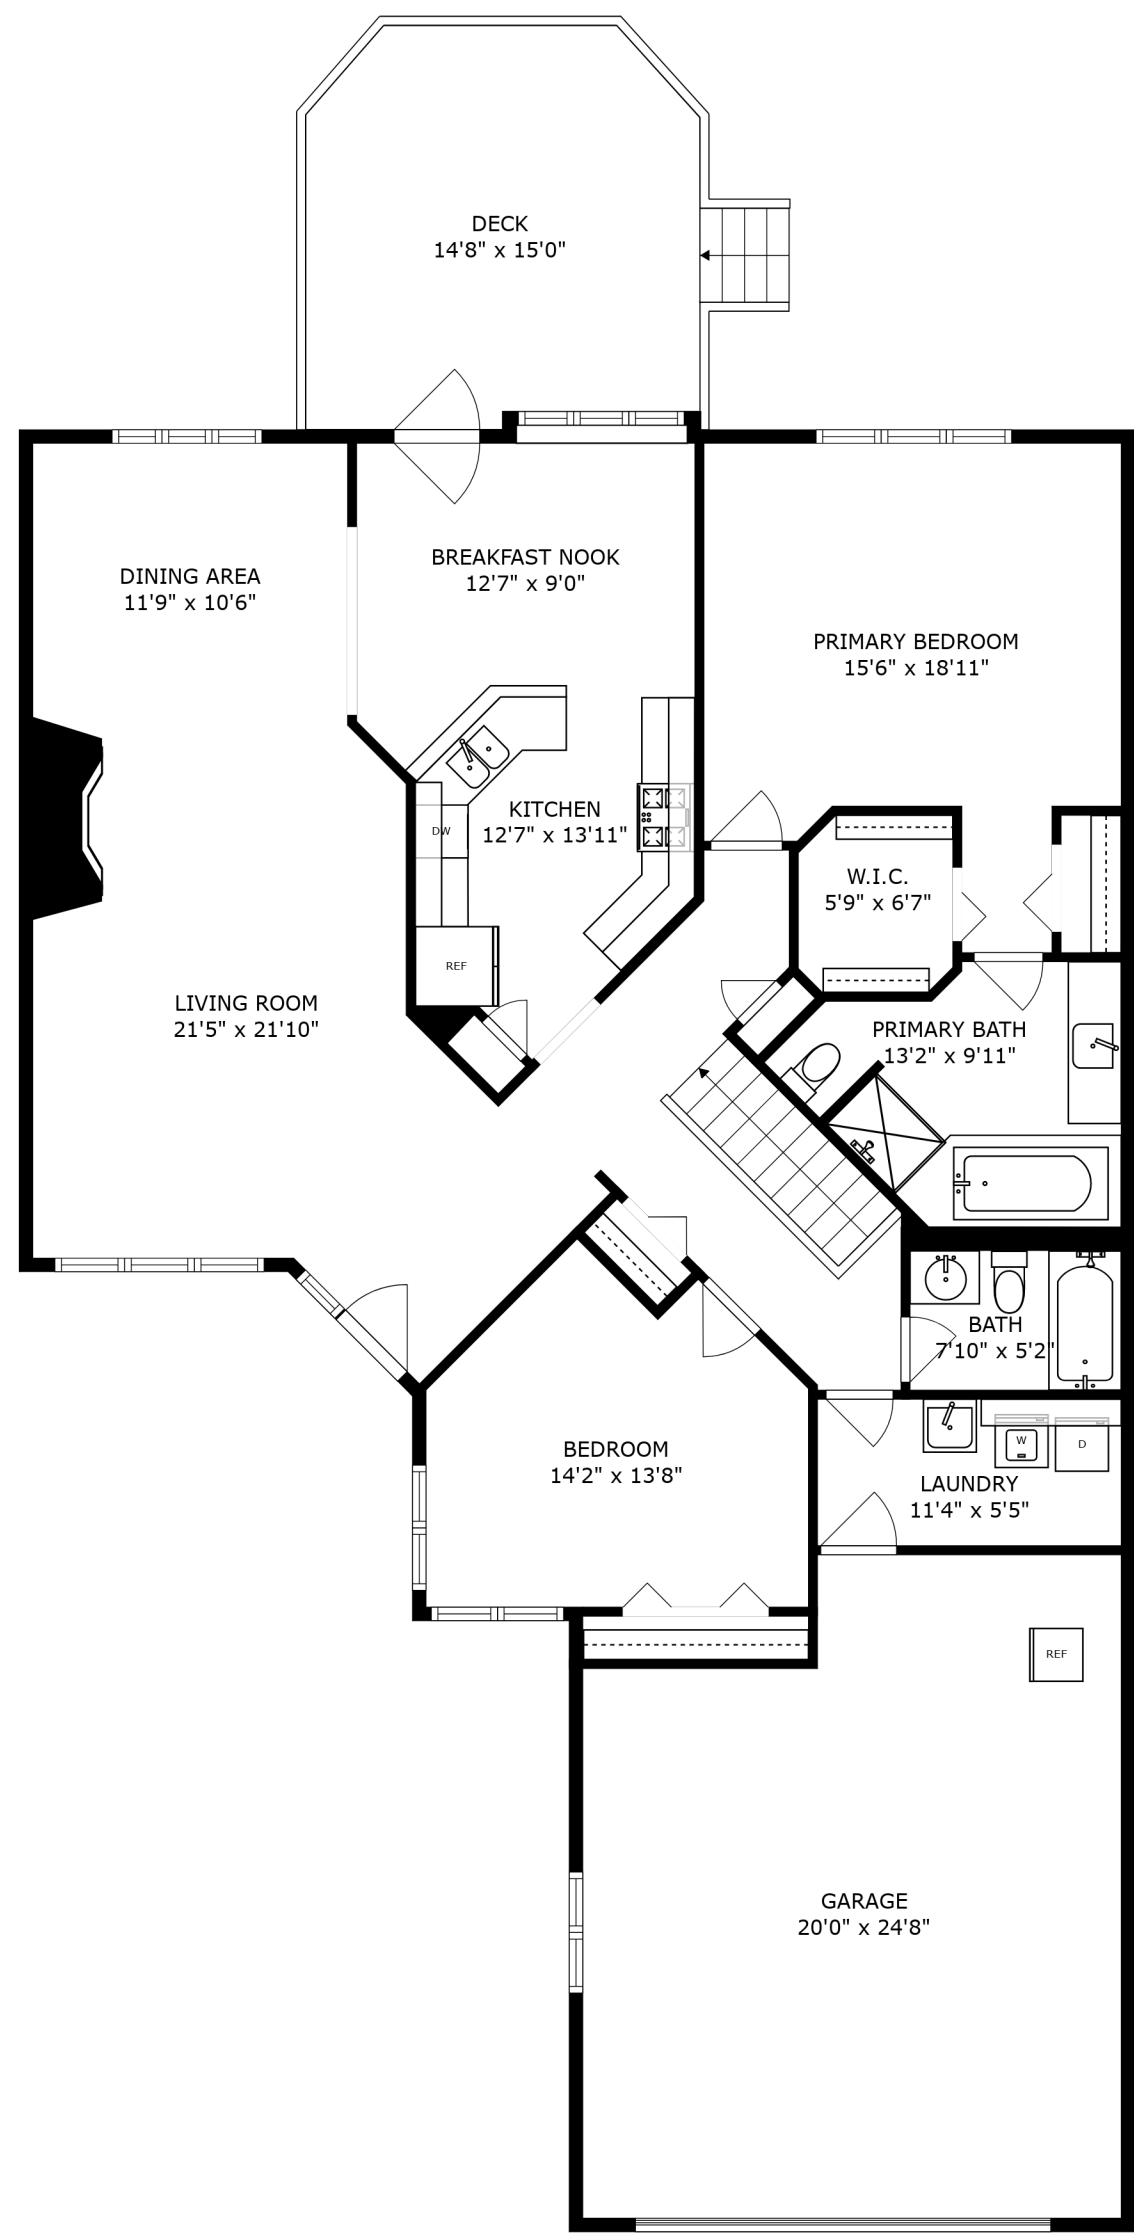 DECK
14'8" x 15'0"
BREAKFAST NOOK
12'7" x 9'0"
DINING AREA
11'9" x 10'6"
PRIMARY BEDROOM
15'6" x 18'11"
KITCHEN
12'7" x 13'11"
DW
W.I.C.
5'9" x 6'7"
REF
LIVING ROOM
21'5" x 21'10"
PRIMARY BATH
13'2" x 9'11"
BATH
7'10" x 5'2"
BEDROOM
14'2" x 13'8"
W
D
LAUNDRY
11'4" x 5'5"
REF
GARAGE
20'0" x 24'8"